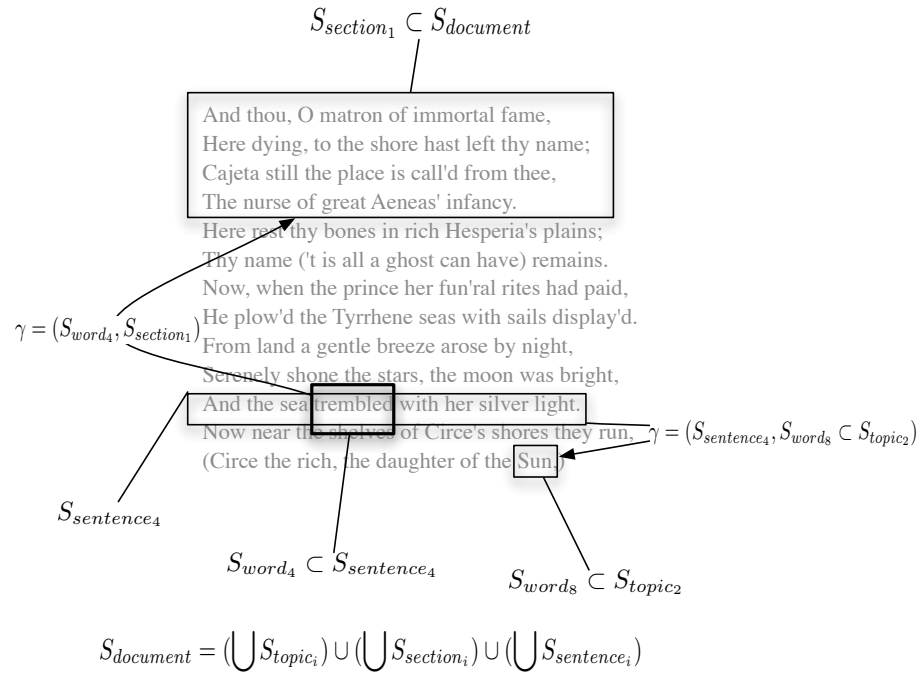 S_{section_1} ⊂ S_{document}
And thou, O matron of immortal fame,
Here dying, to the shore hast left thy name;
Cajeta still the place is call'd from thee,
The nurse of great Aeneas' infancy.
Here rest thy bones in rich Hesperia's plains;
Thy name ('t is all a ghost can have) remains.
Now, when the prince her fun'ral rites had paid,
He plow'd the Tyrrhene seas with sails display'd.
γ = (S_{word_4}, S_{section_1})
From land a gentle breeze arose by night,
Serenely shone the stars, the moon was bright,
And the sea trembled with her silver light.
Now near the shelves of Circe's shores they run,
γ = (S_{sentence_4}, S_{word_8} ⊂ S_{topic_2})
(Circe the rich, the daughter of the Sun,)
S_{sentence_4}
S_{word_4} ⊂ S_{sentence_4}
S_{word_8} ⊂ S_{topic_2}
S_{document} = (⋃ S_{topic_i}) ∪ (⋃ S_{section_i}) ∪ (⋃ S_{sentence_i})